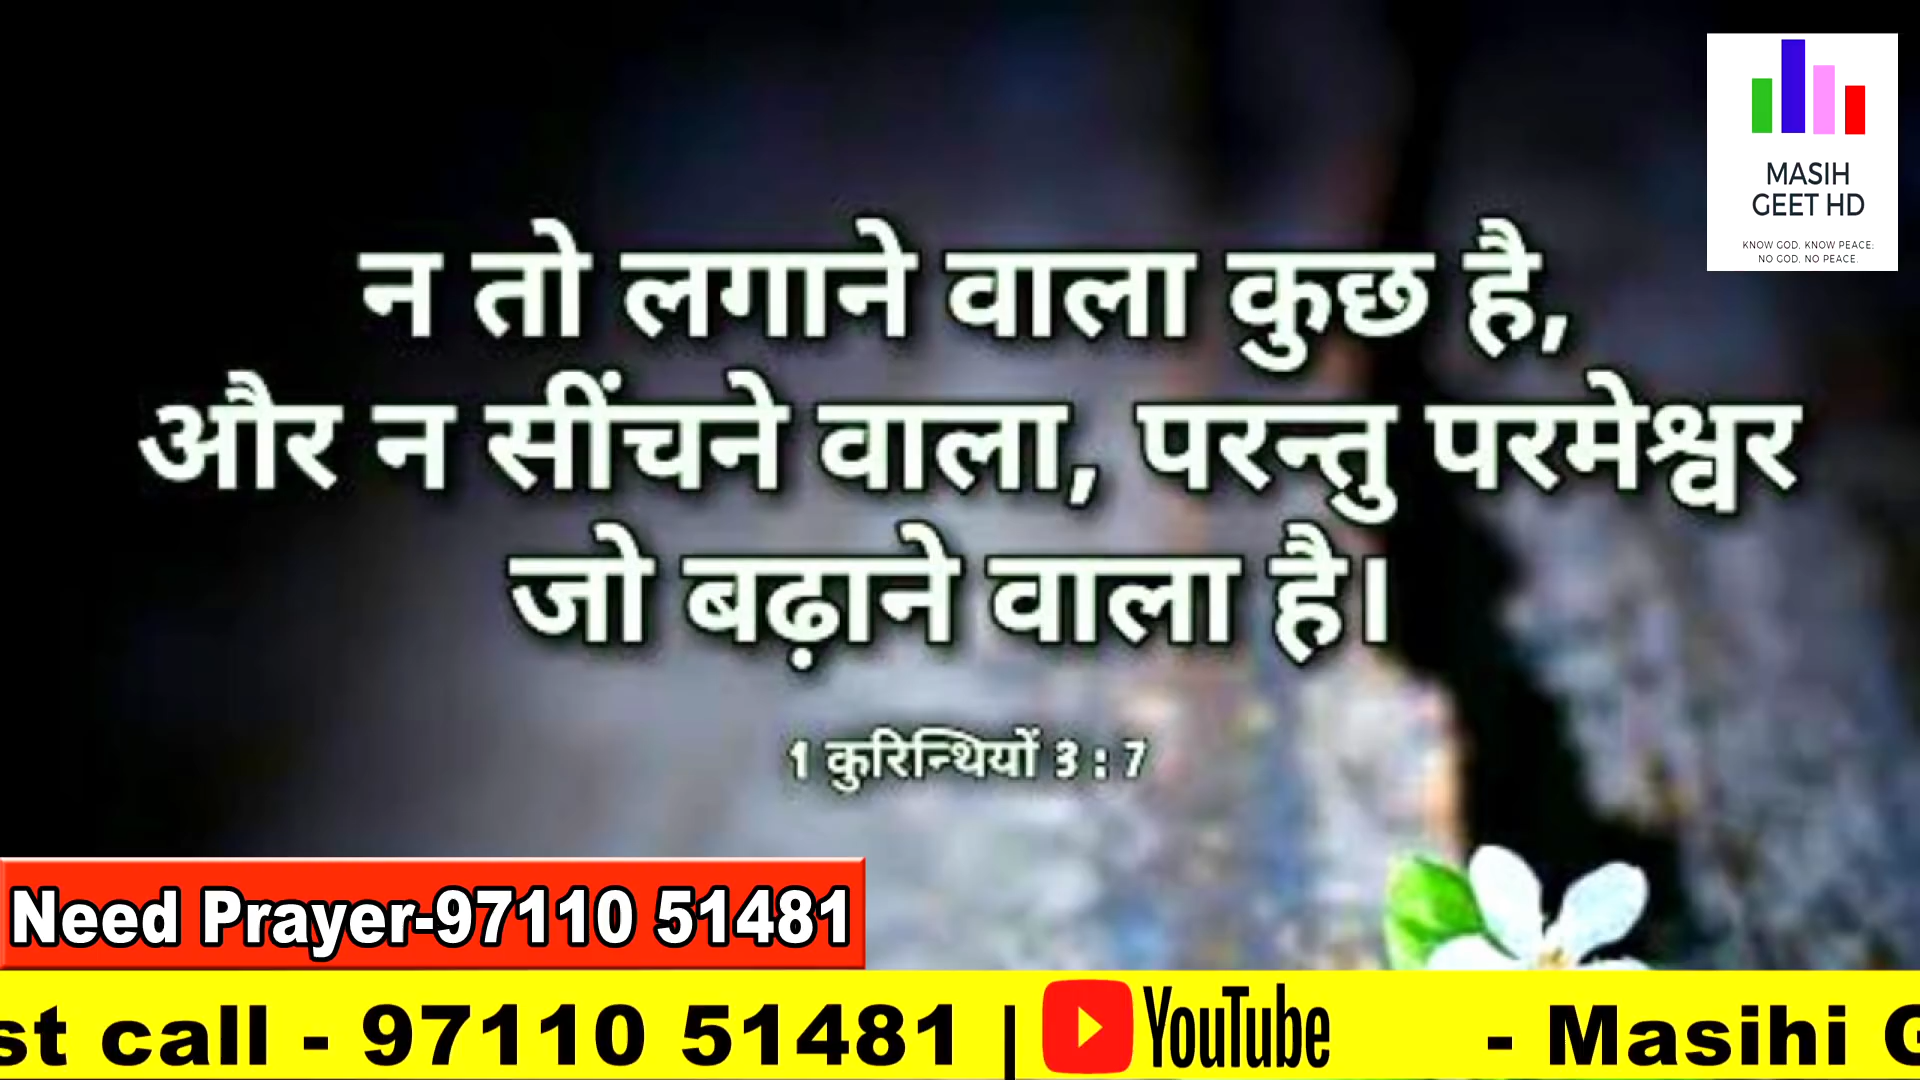 MASIH
GEET HD
KNOW GOD, KNOW PEACE;
NO GOD, NO PEACE.
न तो लगाने वाला कुछ है,
और न सींचने वाला, परन्तु परमेश्वर
जो बढ़ाने वाला है।
1 कुरिन्थियों 3 : 7
Need Prayer-97110 51481
st call - 97110 51481 | YouTube - Masihi G